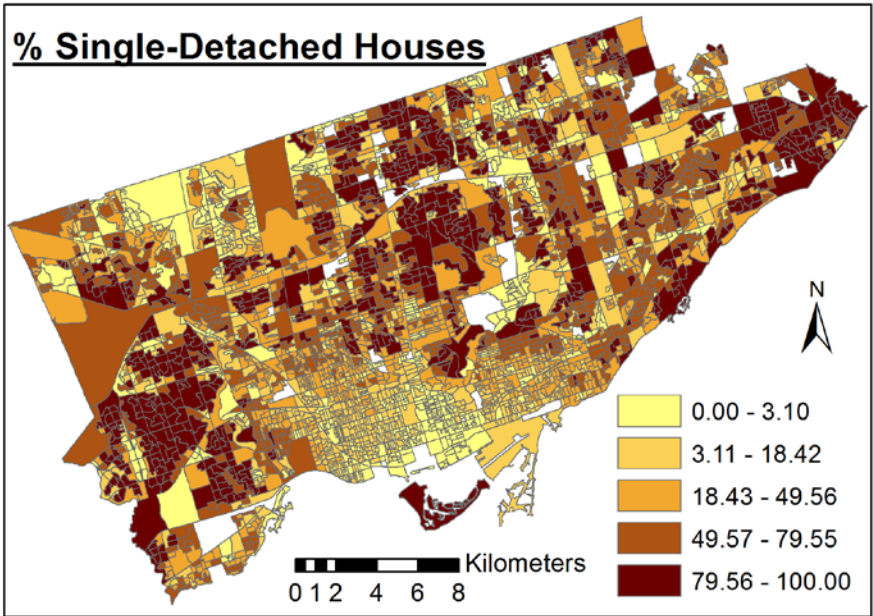 % Single-Detached Houses
N
0.00 - 3.10
3.11 - 18.42
18.43 - 49.56
49.57 - 79.55
79.56 - 100.00
Kilometers
0 1 2 4 6 8